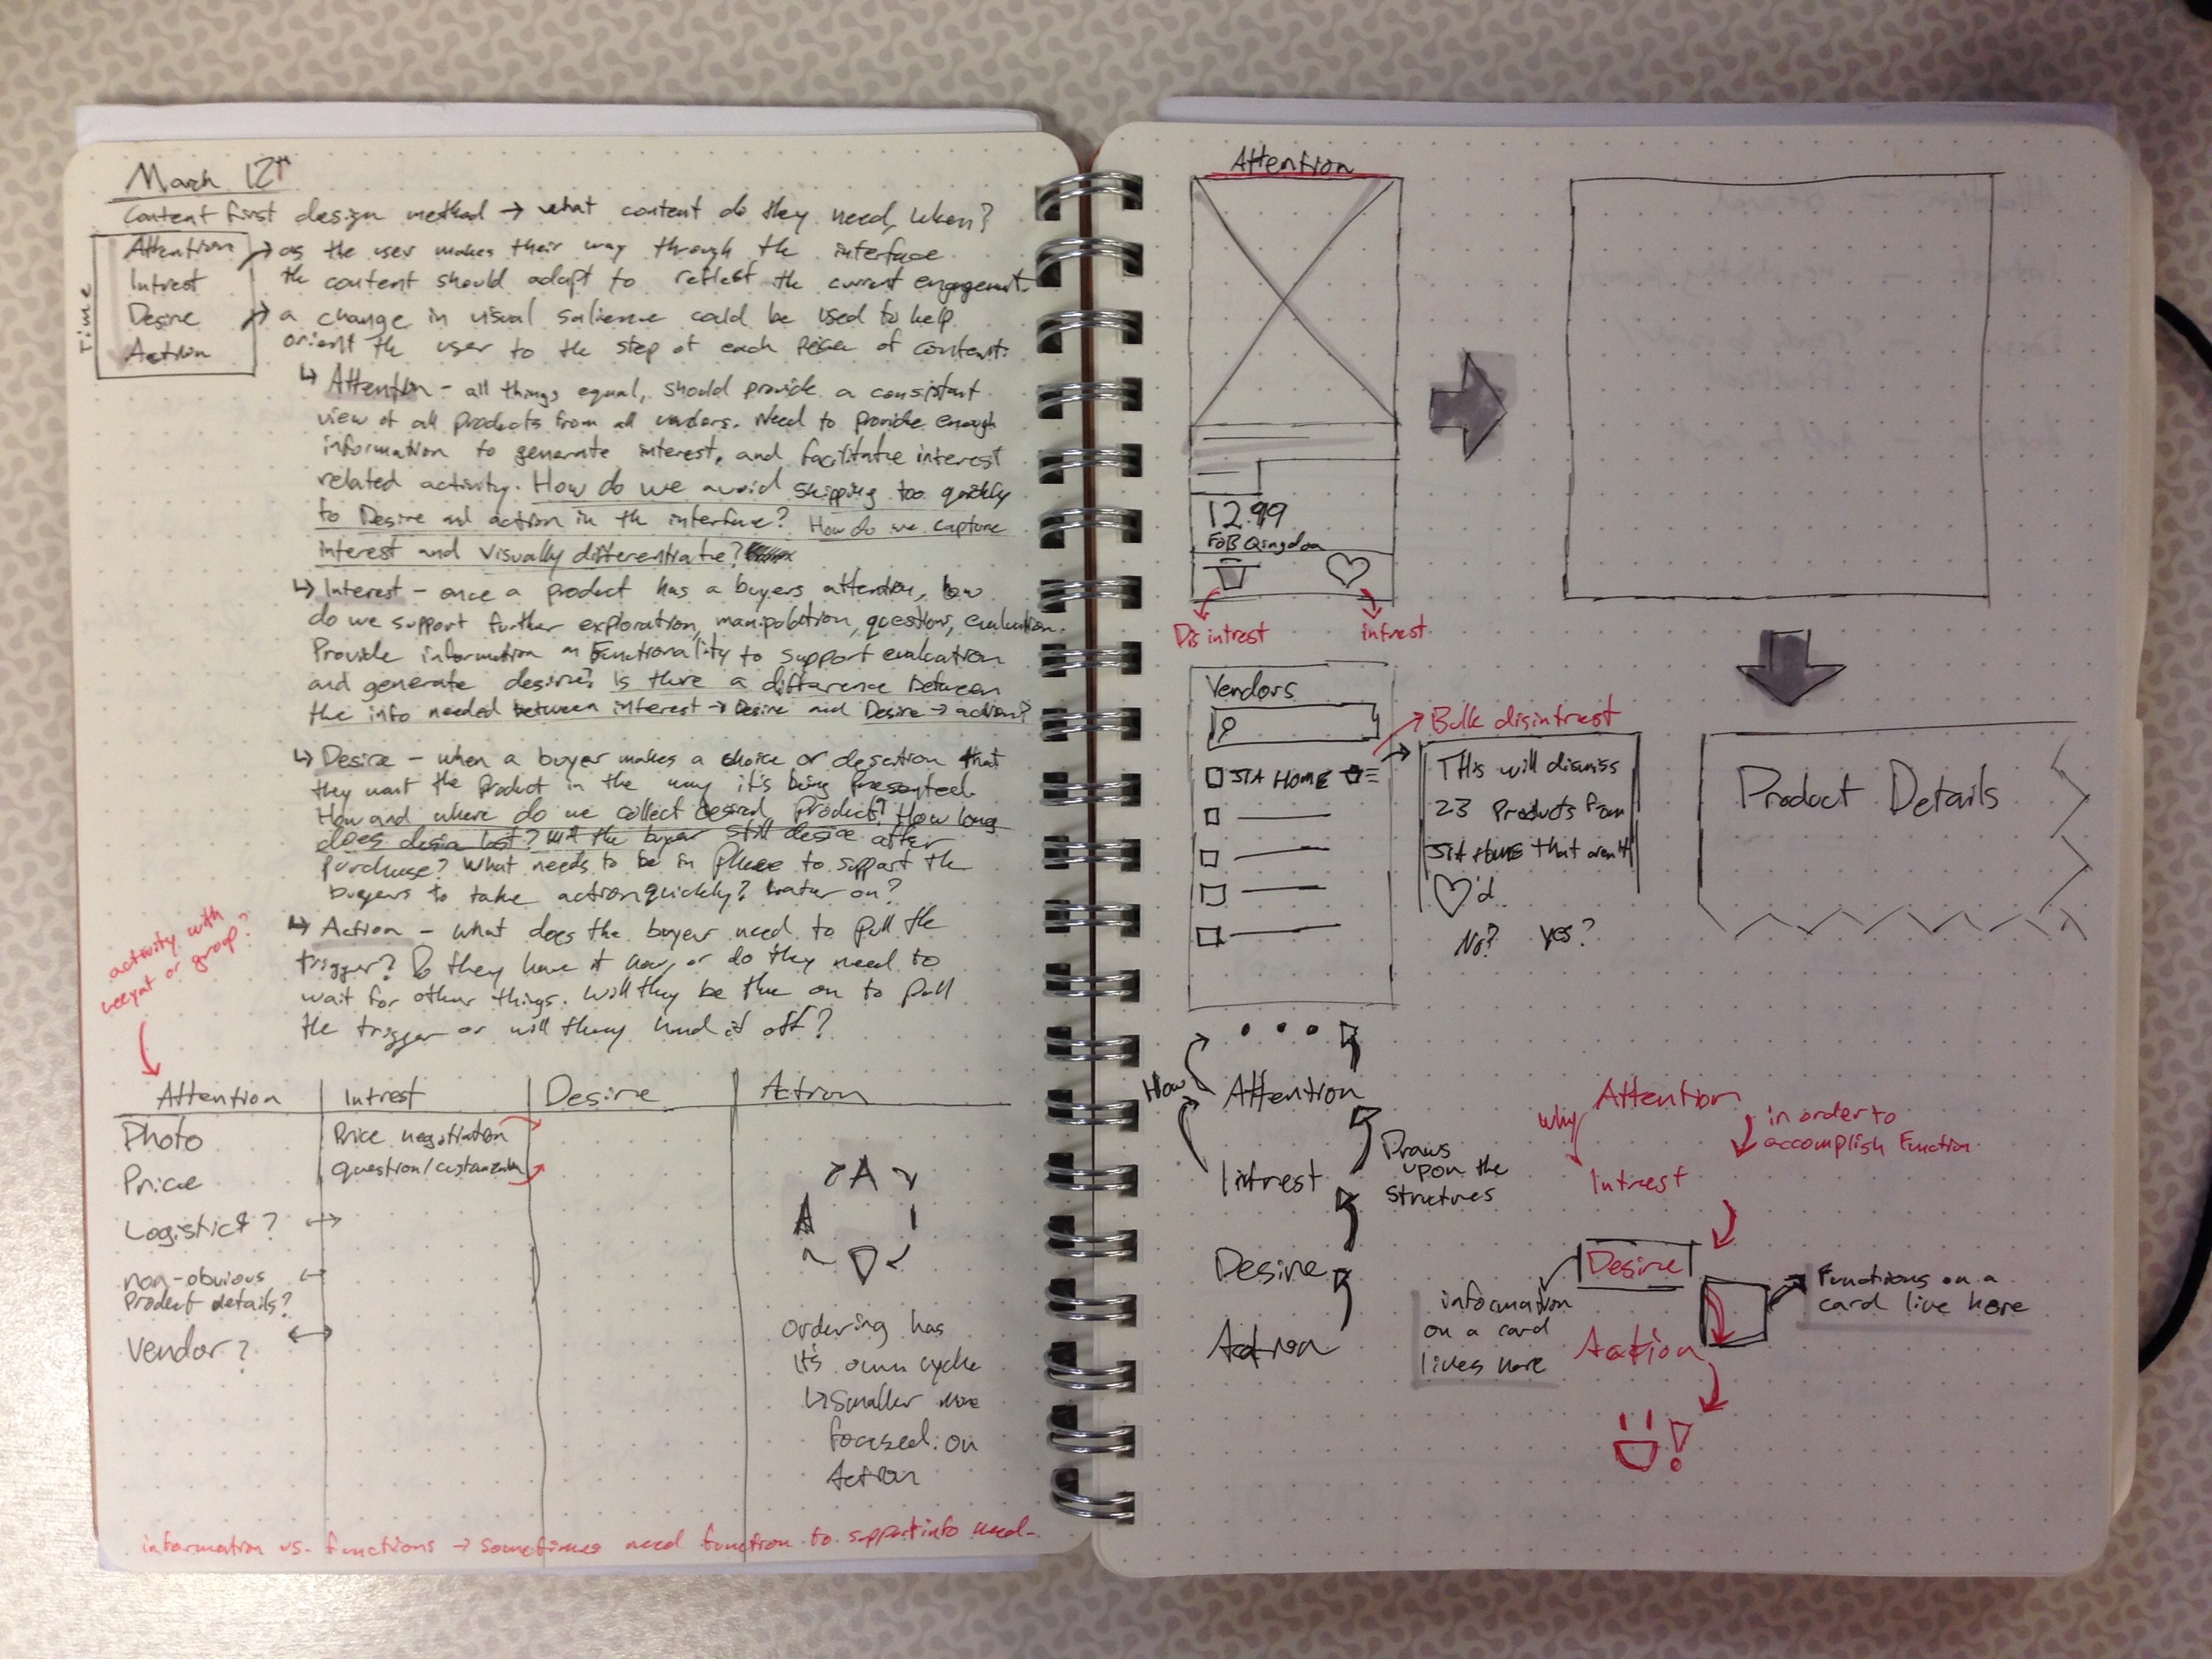 March 12th
Content first design method → what content do they need, when?
Time
Attention
Intrest
Desire
Action
→ as the user makes their way through the interface
the content should adapt to reflect the current engagement.
→ a change in visual salience could be used to help
orient the user to the step of each piece of content.
↳ Attention - all things equal, should provide a consistant
view of all products from all vendors. Need to provide enough
information to generate interest, and facilitate interest
related activity. How do we avoid skipping too quickly
to Desire and action in the interface? How do we capture
interest and visually differentiate?
↳ Interest - once a product has a buyers attention, how
do we support further exploration, manipulation, questions, evaluation.
Provide information or Functionality to support evaluation
and generate desire? Is there a difference between
the info needed between interest → Desire and Desire → action?
↳ Desire - when a buyer makes a choice or that
they want the Product in the way it's being Presented.
How and where do we collect desired products? How long
does desire last? will the buyer still desire after
purchase? What needs to be in place to support the
buyers to take action quickly? Later on?
↳ Action - what does the buyer need to pull the
trigger? Do they have it now, or do they need to
wait for other things. Will they be the on to pull
the trigger or will they hand it off?
activity with
or group?
Attention Intrest Desire Action
Photo
Price
Logistics?
non-obvious
Product details?
Vendor?
Price negotiation
question/
A
I
D
A
Ordering has
it's own cycle
↳ smaller more
focused on
Action
information vs. functions → sometimes need function to support info need.
Attention
12.99
FOB Qingdao
Disintrest
intrest
Vendors
JIA HOME
Bulk disintrest
This will dismiss
23 Products from
JIA HOME that aren't
♡'d.
No? Yes?
Product Details
How
Attention
Intrest
Desire
Action
Draws
upon the
structures
Why
Attention
in order to
accomplish Function
Intrest
Desire
Action
information
on a card
lives here
Functions on a
card live here